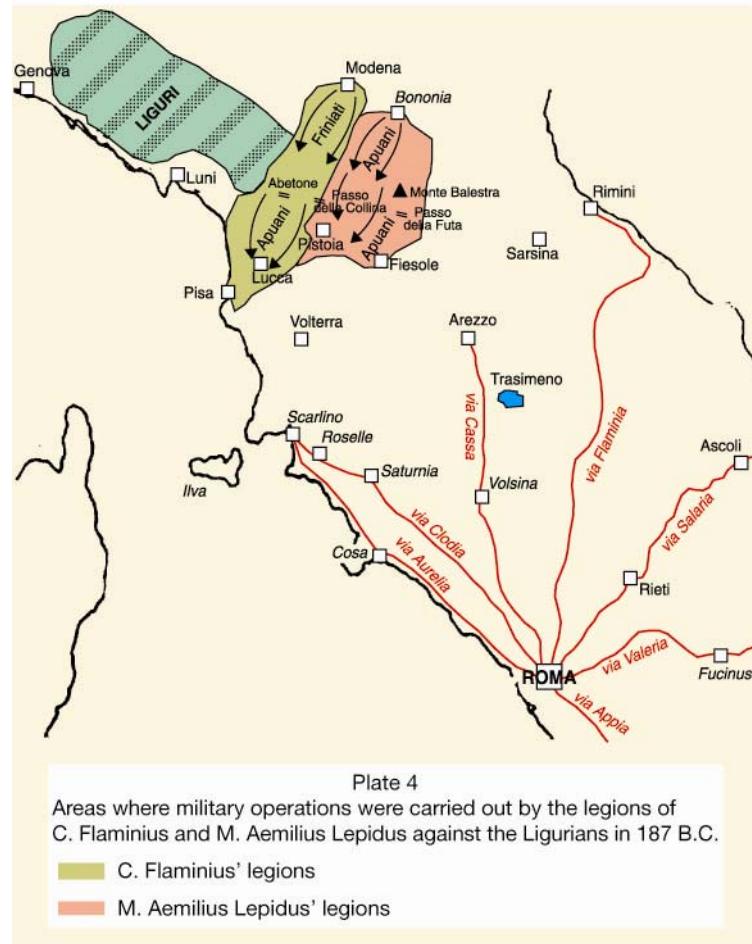 Genova
LIGURI
Modena
Bononia
Friniati
Apuani
Luni
Abetone
Passo
della Collina
Monte Balestra
Passo
della Futa
Apuani
Apuani
Pistoia
Lucca
Fiesole
Pisa
Rimini
Sarsina
Volterra
Arezzo
Trasimeno
via Cassa
via Flaminia
Scarlino
Roselle
Saturnia
Ilva
Volsina
Ascoli
via Salaria
via Clodia
via Aurelia
Cosa
Rieti
via Valeria
Fucinus
ROMA
via Appia
Plate 4
Areas where military operations were carried out by the legions of
C. Flaminius and M. Aemilius Lepidus against the Ligurians in 187 B.C.
C. Flaminius’ legions
M. Aemilius Lepidus’ legions